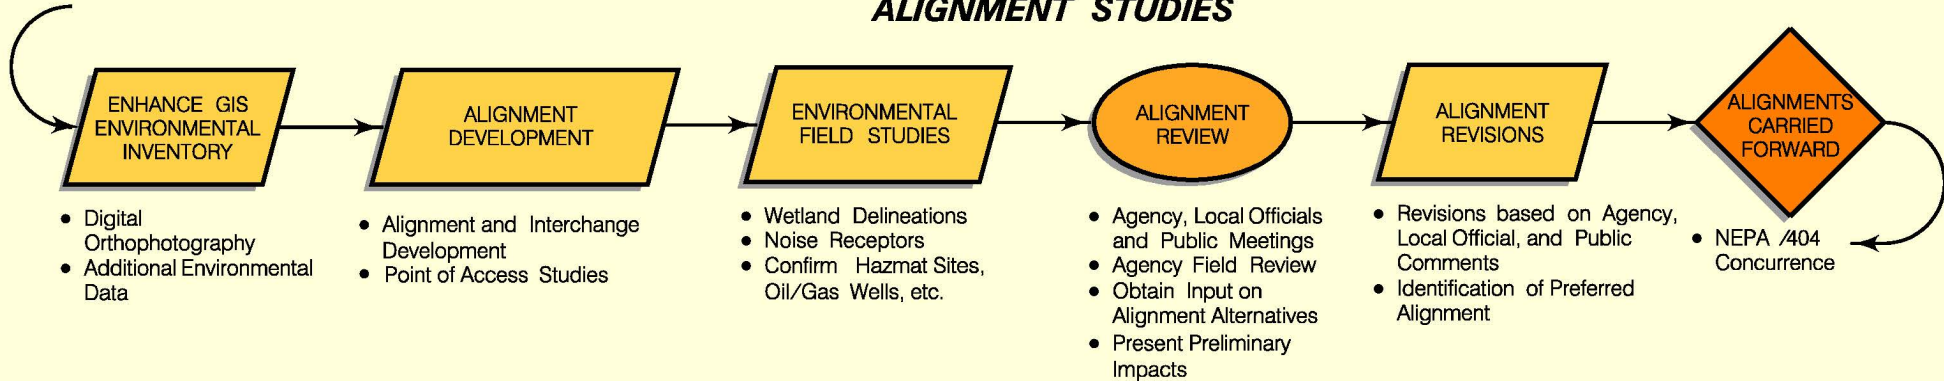 ALIGNMENT STUDIES
ENHANCE GIS
ENVIRONMENTAL
INVENTORY
• Digital
Orthophotography
• Additional Environmental
Data
ALIGNMENT
DEVELOPMENT
• Alignment and Interchange
Development
• Point of Access Studies
ENVIRONMENTAL
FIELD STUDIES
• Wetland Delineations
• Noise Receptors
• Confirm Hazmat Sites,
Oil/Gas Wells, etc.
ALIGNMENT
REVIEW
• Agency, Local Officials
and Public Meetings
• Agency Field Review
• Obtain Input on
Alignment Alternatives
• Present Preliminary
Impacts
ALIGNMENT
REVISIONS
• Revisions based on Agency,
Local Official, and Public
Comments
• Identification of Preferred
Alignment
ALIGNMENTS
CARRIED
FORWARD
• NEPA /404
Concurrence